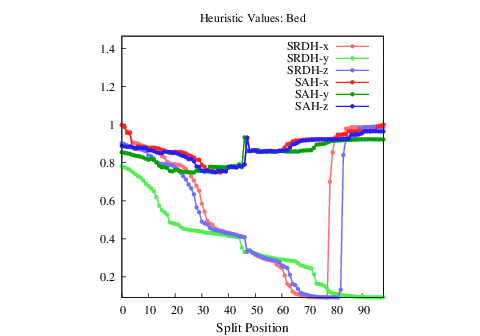 Heuristic Values: Bed
1.4
1.2
1
0.8
0.6
0.4
0.2
SRDH-x
SRDH-y
SRDH-z
SAH-x
SAH-y
SAH-z
0 10 20 30 40 50 60 70 80 90
Split Position